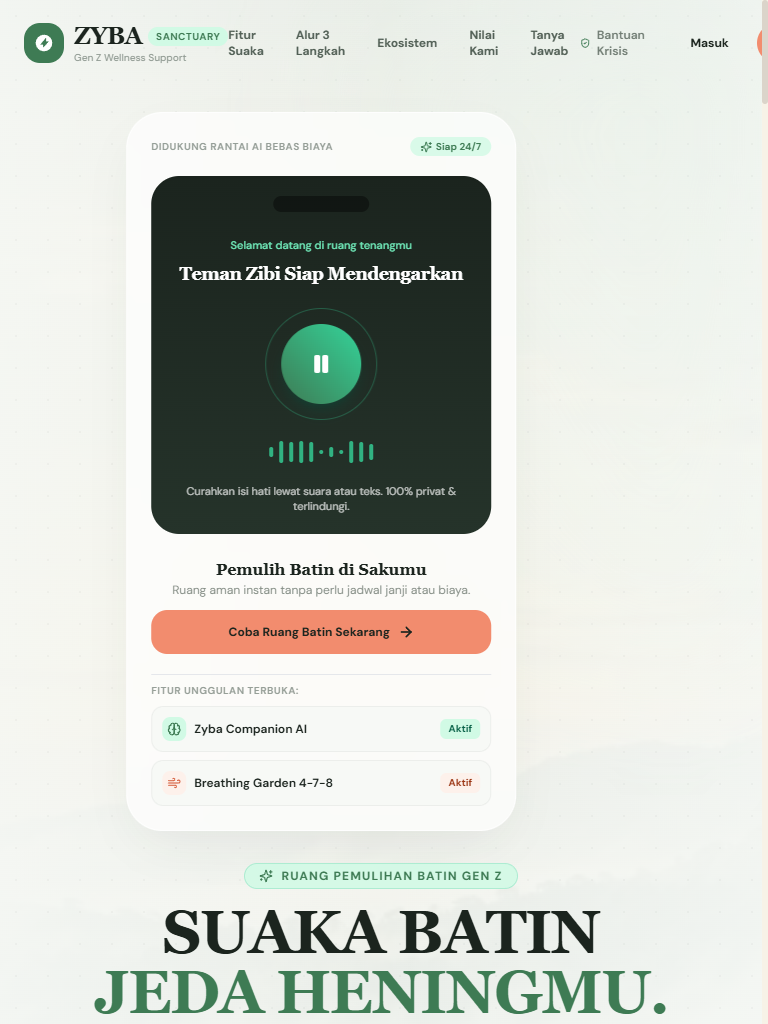 ZYBA SANCTUARY
Gen Z Wellness Support
Fitur
Suaka
Alur 3
Langkah
Ekosistem
Nilai
Kami
Tanya
Jawab
Bantuan
Krisis
Masuk
DIDUKUNG RANTAI AI BEBAS BIAYA
Siap 24/7
Selamat datang di ruang tenangmu
Teman Zibi Siap Mendengarkan
Curahkan isi hati lewat suara atau teks. 100% privat &
terlindungi.
Pemulih Batin di Sakumu
Ruang aman instan tanpa perlu jadwal janji atau biaya.
Coba Ruang Batin Sekarang
FITUR UNGGULAN TERBUKA:
Zyba Companion AI
Aktif
Breathing Garden 4-7-8
Aktif
RUANG PEMULIHAN BATIN GEN Z
SUAKA BATIN
JEDA HENINGMU.